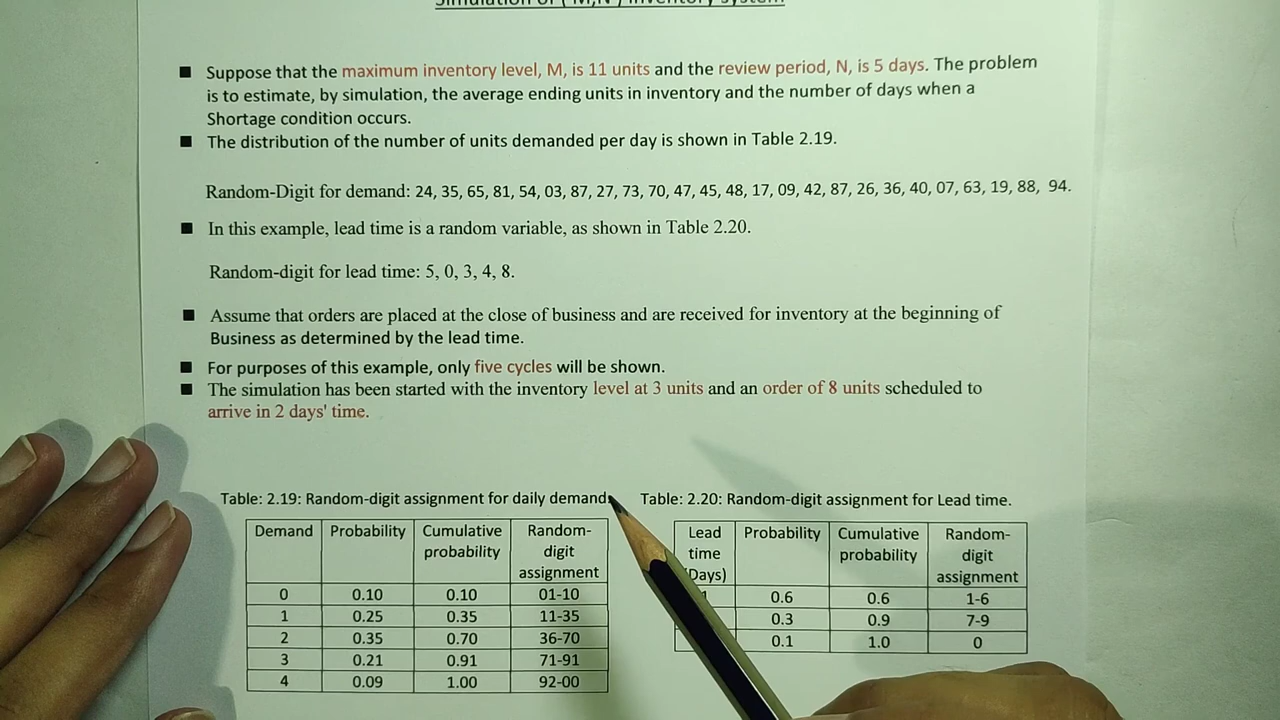 Simulation of ( M,N ) inventory system
■ Suppose that the maximum inventory level, M, is 11 units and the review period, N, is 5 days. The problem
is to estimate, by simulation, the average ending units in inventory and the number of days when a
Shortage condition occurs.
■ The distribution of the number of units demanded per day is shown in Table 2.19.
Random-Digit for demand: 24, 35, 65, 81, 54, 03, 87, 27, 73, 70, 47, 45, 48, 17, 09, 42, 87, 26, 36, 40, 07, 63, 19, 88, 94.
■ In this example, lead time is a random variable, as shown in Table 2.20.
Random-digit for lead time: 5, 0, 3, 4, 8.
■ Assume that orders are placed at the close of business and are received for inventory at the beginning of
Business as determined by the lead time.
■ For purposes of this example, only five cycles will be shown.
■ The simulation has been started with the inventory level at 3 units and an order of 8 units scheduled to
arrive in 2 days' time.
Table: 2.19: Random-digit assignment for daily demand.
Demand Probability Cumulative probability Random-digit assignment
0 0.10 0.10 01-10
1 0.25 0.35 11-35
2 0.35 0.70 36-70
3 0.21 0.91 71-91
4 0.09 1.00 92-00
Table: 2.20: Random-digit assignment for Lead time.
Lead time (Days) Probability Cumulative probability Random-digit assignment
1 0.6 0.6 1-6
0.3 0.9 7-9
0.1 1.0 0